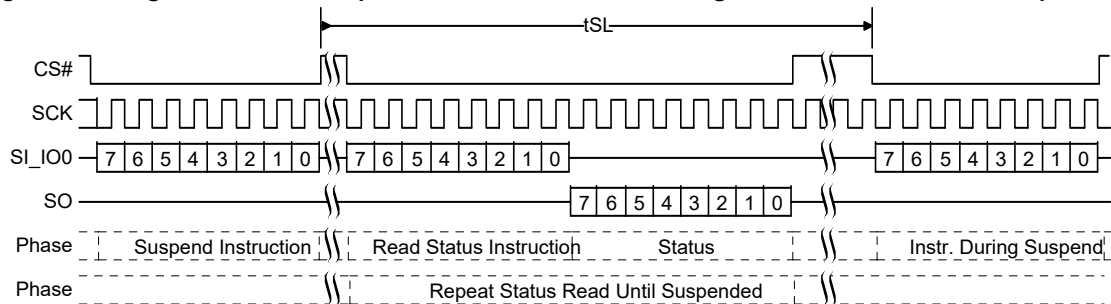 tSL
CS#
SCK
SI_IO0 7 6 5 4 3 2 1 0 7 6 5 4 3 2 1 0 7 6 5 4 3 2 1 0
SO 7 6 5 4 3 2 1 0
Phase Suspend Instruction Read Status Instruction Status Instr. During Suspend
Phase Repeat Status Read Until Suspended